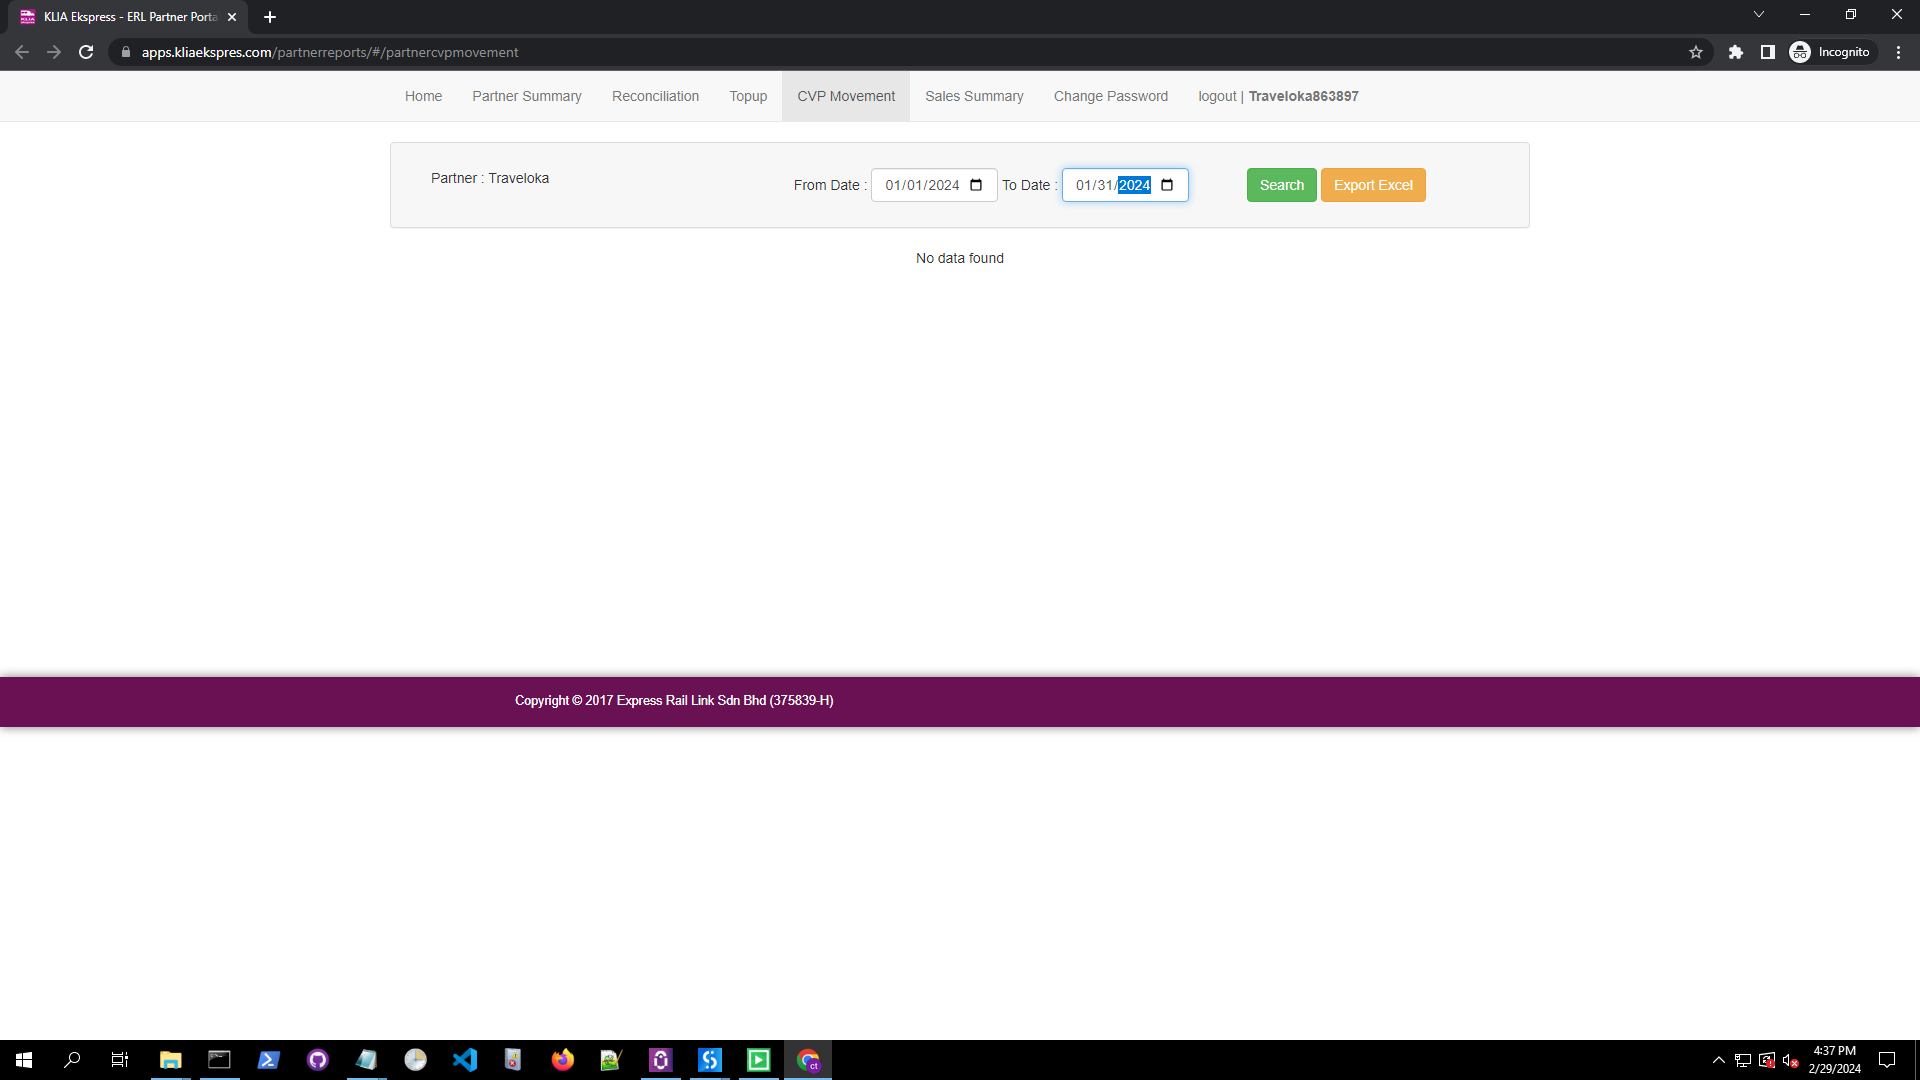 KLIA Ekspress - ERL Partner Porta
apps.kliaekspres.com/partnerreports/#/partnercvpmovement
Incognito
Home Partner Summary Reconciliation Topup CVP Movement Sales Summary Change Password logout | Traveloka863897
Partner : Traveloka From Date : 01/01/2024 To Date : 01/31/2024 Search Export Excel
No data found
Copyright © 2017 Express Rail Link Sdn Bhd (375839-H)
4:37 PM
2/29/2024